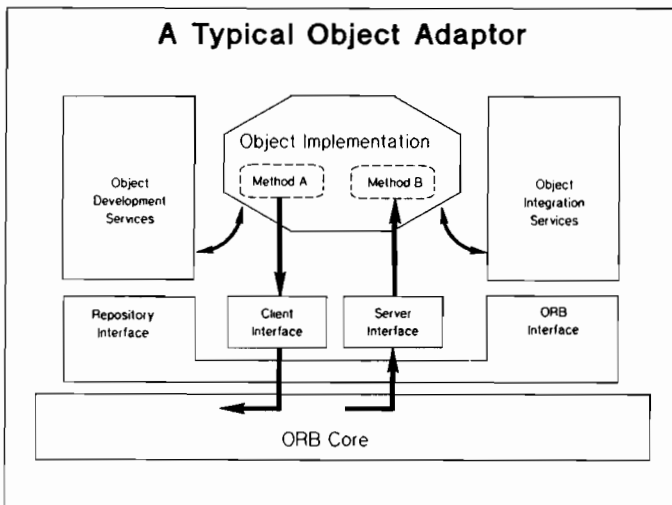 A Typical Object Adaptor
Object Implementation
Method A
Method B
Object
Development
Services
Object
Integration
Services
Repository
Interface
Client
Interface
Server
Interface
ORB
Interface
ORB Core